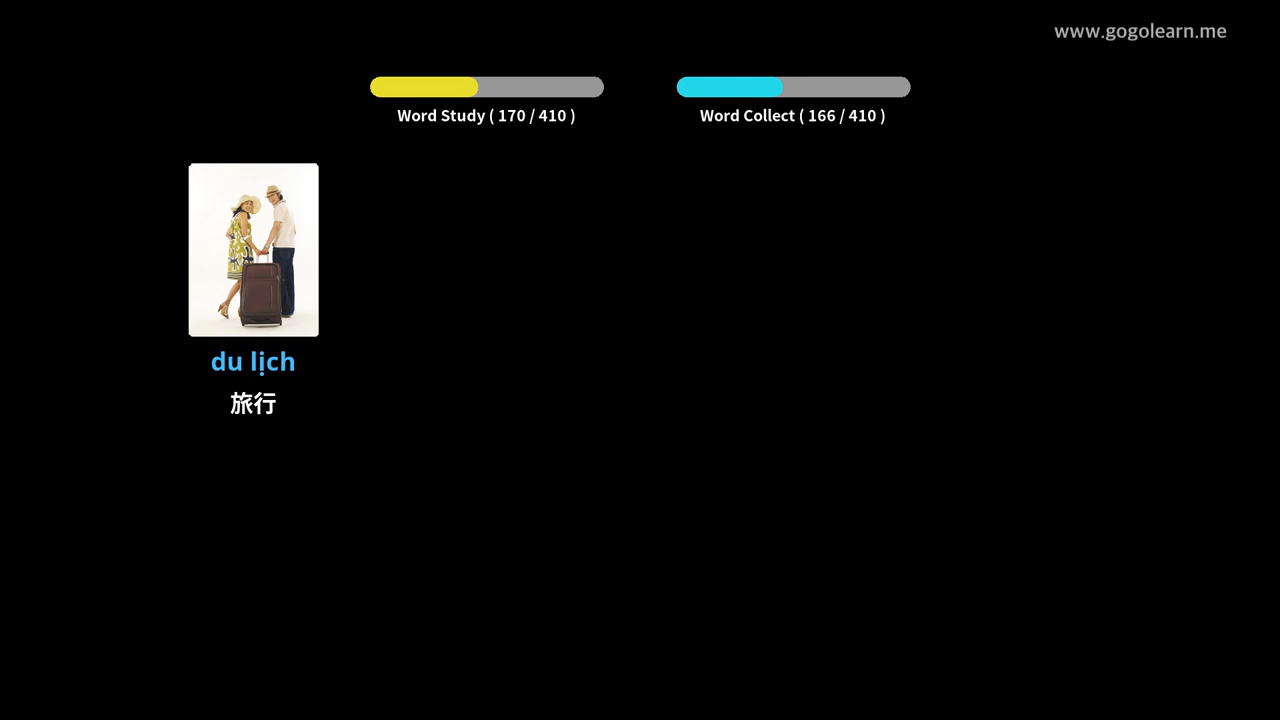 www.gogolearn.me
Word Study ( 170 / 410 )
Word Collect ( 166 / 410 )
du lịch
旅行